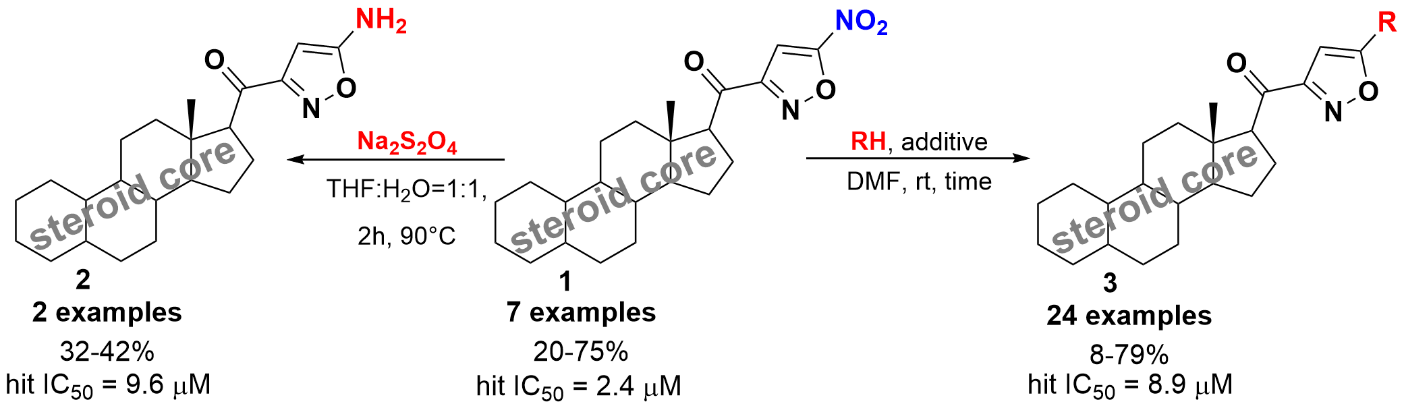 NH₂
O
N
O
steroid core
2
2 examples
32-42%
hit IC₅₀ = 9.6 μM
Na₂S₂O₄
THF:H₂O=1:1,
2h, 90°C
NO₂
O
N
O
steroid core
1
7 examples
20-75%
hit IC₅₀ = 2.4 μM
RH, additive
DMF, rt, time
R
O
N
O
steroid core
3
24 examples
8-79%
hit IC₅₀ = 8.9 μM